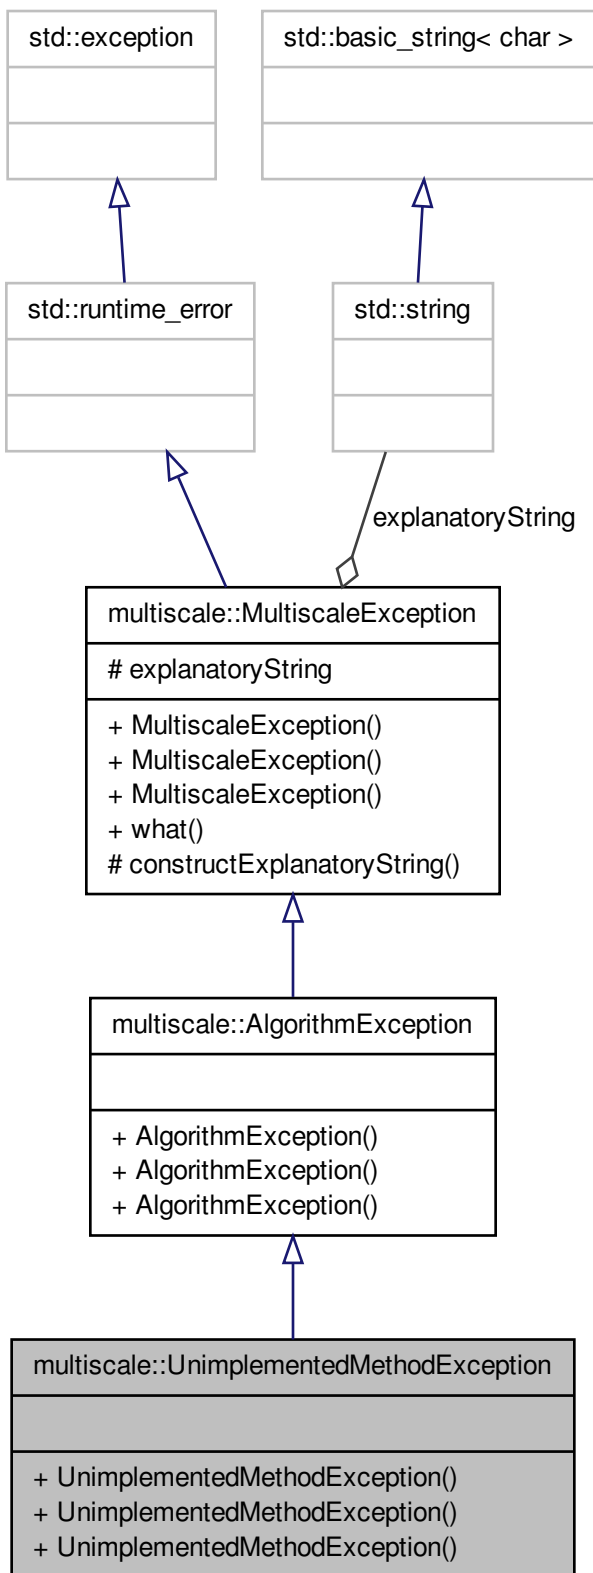 std::exception
std::basic_string< char >
std::runtime_error
std::string
explanatoryString
multiscale::MultiscaleException
# explanatoryString
+ MultiscaleException()
+ MultiscaleException()
+ MultiscaleException()
+ what()
# constructExplanatoryString()
multiscale::AlgorithmException
+ AlgorithmException()
+ AlgorithmException()
+ AlgorithmException()
multiscale::UnimplementedMethodException
+ UnimplementedMethodException()
+ UnimplementedMethodException()
+ UnimplementedMethodException()